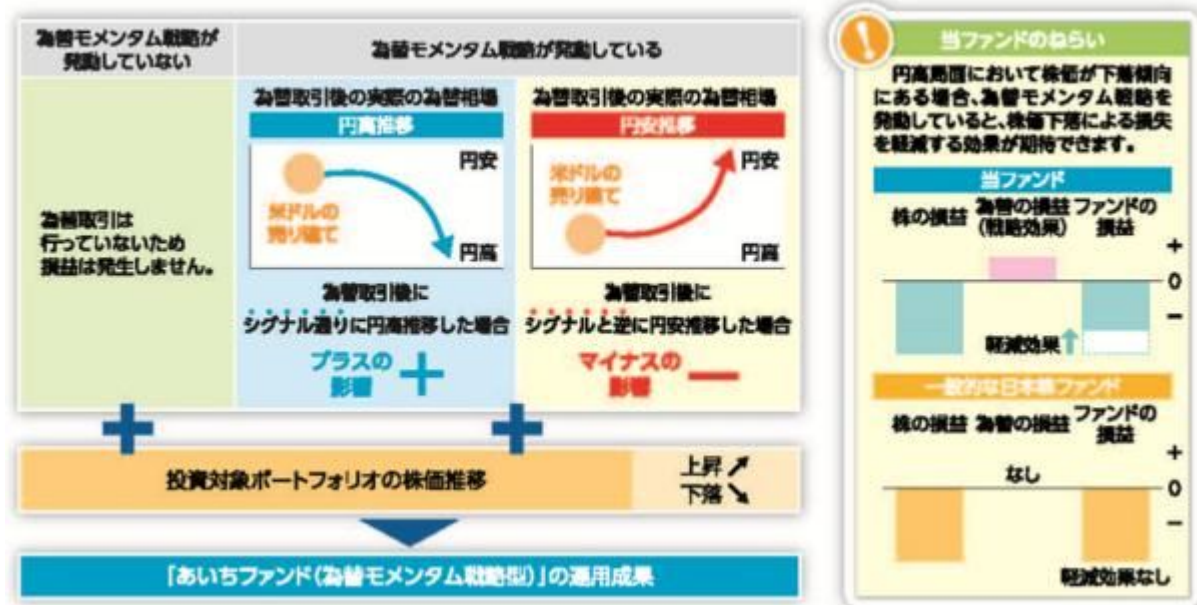 為替モメンタム戦略が
発動していない
為替モメンタム戦略が発動している
為替取引は
行っていないため
損益は発生しません。
為替取引後の実際の為替相場
円高推移
円安
米ドルの
売り建て
円高
為替取引後に
シグナル通りに円高推移した場合
プラスの
影響
+
為替取引後の実際の為替相場
円安推移
円安
米ドルの
売り建て
円高
為替取引後に
シグナルと逆に円安推移した場合
マイナスの
影響
ー
+
+
投資対象ポートフォリオの株価推移
上昇
下落
「あいちファンド(為替モメンタム戦略型)」の運用成果
!
当ファンドのねらい
円高局面において株価が下落傾向
にある場合、為替モメンタム戦略を
発動していると、株価下落による損失
を軽減する効果が期待できます。
当ファンド
株の損益
為替の損益
(戦略効果)
ファンドの
損益
+
0
−
軽減効果
一般的な日本株ファンド
株の損益
為替の損益
ファンドの
損益
なし
+
0
−
軽減効果なし